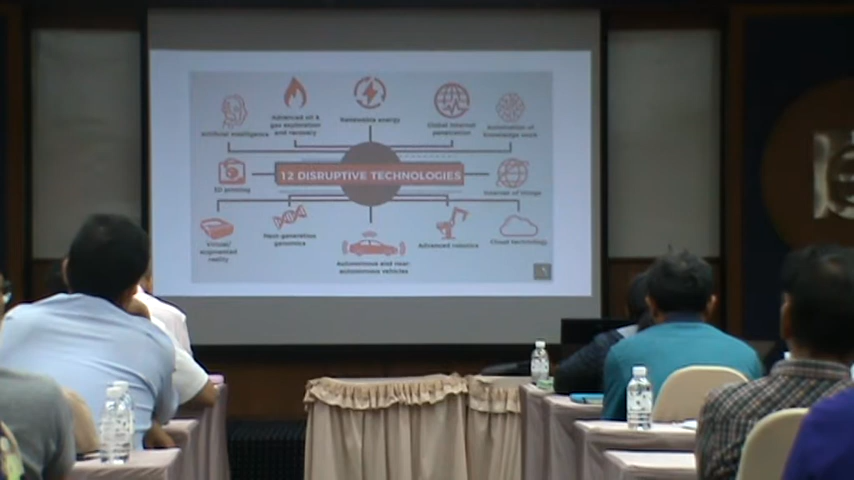 Artificial intelligence
Advanced oil &
gas exploration
and recovery
Renewable energy
Global internet
penetration
Automation of
knowledge work
3D printing
12 DISRUPTIVE TECHNOLOGIES
Internet of things
Virtual/
augmented
reality
Next-generation
genomics
Autonomous and near-
autonomous vehicles
Advanced robotics
Cloud technology